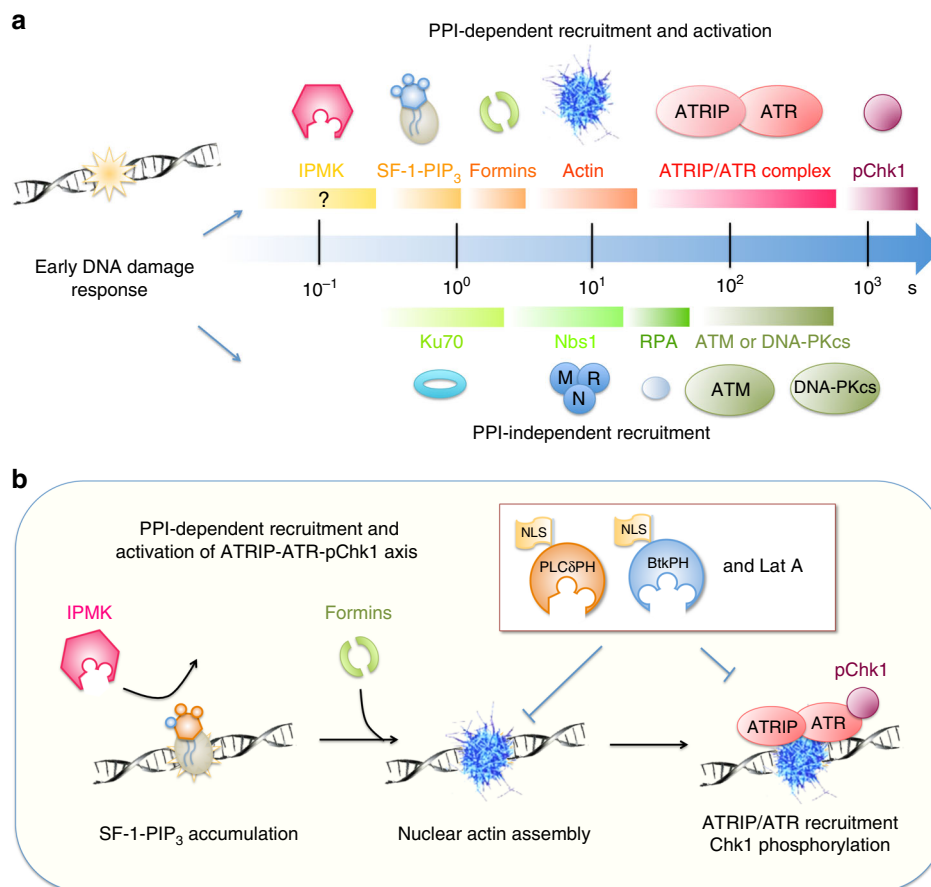 a
PPI-dependent recruitment and activation
ATRIP
ATR
IPMK
SF-1-PIP₃
Formins
Actin
ATRIP/ATR complex
pChk1
?
Early DNA damage
response
10⁻¹
10⁰
10¹
10²
10³
s
Ku70
Nbs1
RPA
ATM or DNA-PKcs
M
R
N
ATM
DNA-PKcs
PPI-independent recruitment
b
PPI-dependent recruitment and
activation of ATRIP-ATR-pChk1 axis
NLS
PLCδPH
NLS
BtkPH
and Lat A
IPMK
Formins
pChk1
ATRIP
ATR
SF-1-PIP₃ accumulation
Nuclear actin assembly
ATRIP/ATR recruitment
Chk1 phosphorylation